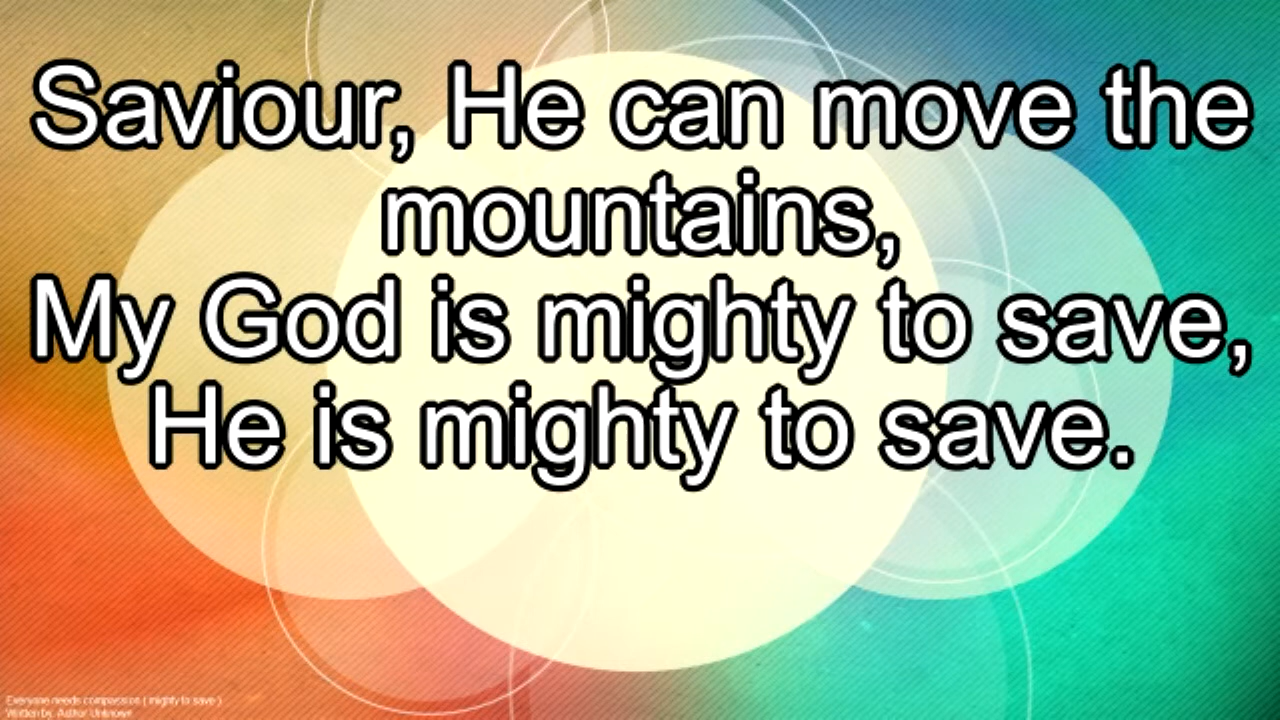 Saviour, He can move the
mountains,
My God is mighty to save,
He is mighty to save.
Everyone needs compassion ( mighty to save )
Written by: Author Unknown